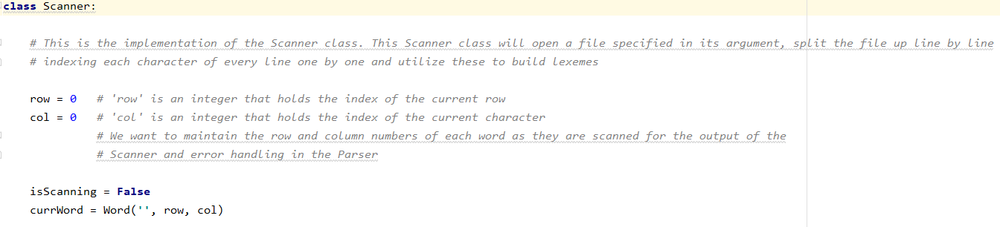 class Scanner:
# This is the implementation of the Scanner class. This Scanner class will open a file specified in its argument, split the file up line by line
# indexing each character of every line one by one and utilize these to build lexemes
row = 0 # 'row' is an integer that holds the index of the current row
col = 0 # 'col' is an integer that holds the index of the current character
# We want to maintain the row and column numbers of each word as they are scanned for the output of the
# Scanner and error handling in the Parser
isScanning = False
currWord = Word('', row, col)